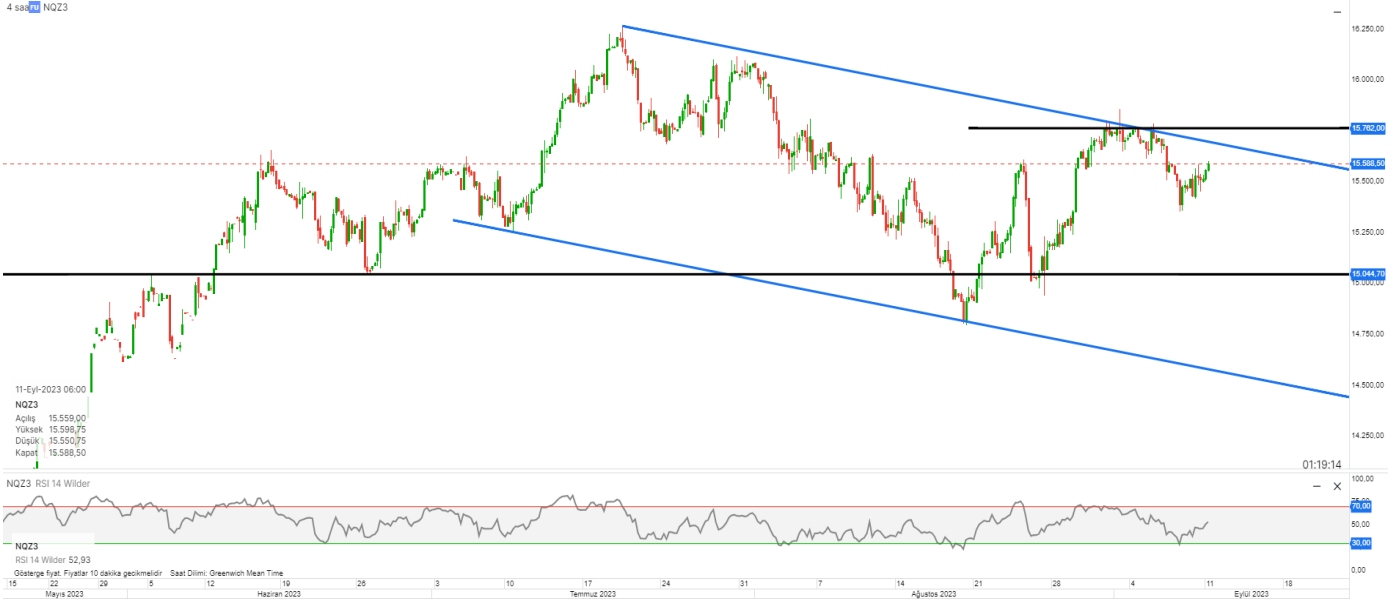 4 saa ru NQZ3
16.250,00
16.000,00
15.762,00
15.588,50
15.500,00
15.250,00
15.044,70
15.000,00
14.750,00
14.500,00
14.250,00
11-Eyl-2023 06:00
NQZ3
Açılış 15.559,00
Yüksek 15.598,75
Düşük 15.550,75
Kapat 15.588,50
01:19:14
NQZ3 RSI 14 Wilder
100,00
70,00
50,00
30,00
0,00
NQZ3
RSI 14 Wilder 52,93
Gösterge fiyat. Fiyatlar 10 dakika gecikmelidir Saat Dilimi: Greenwich Mean Time
15 22 29 5 12 19 26 3 10 17 24 31 7 14 21 28 4 11 18
Mayıs 2023 Haziran 2023 Temmuz 2023 Ağustos 2023 Eylül 2023